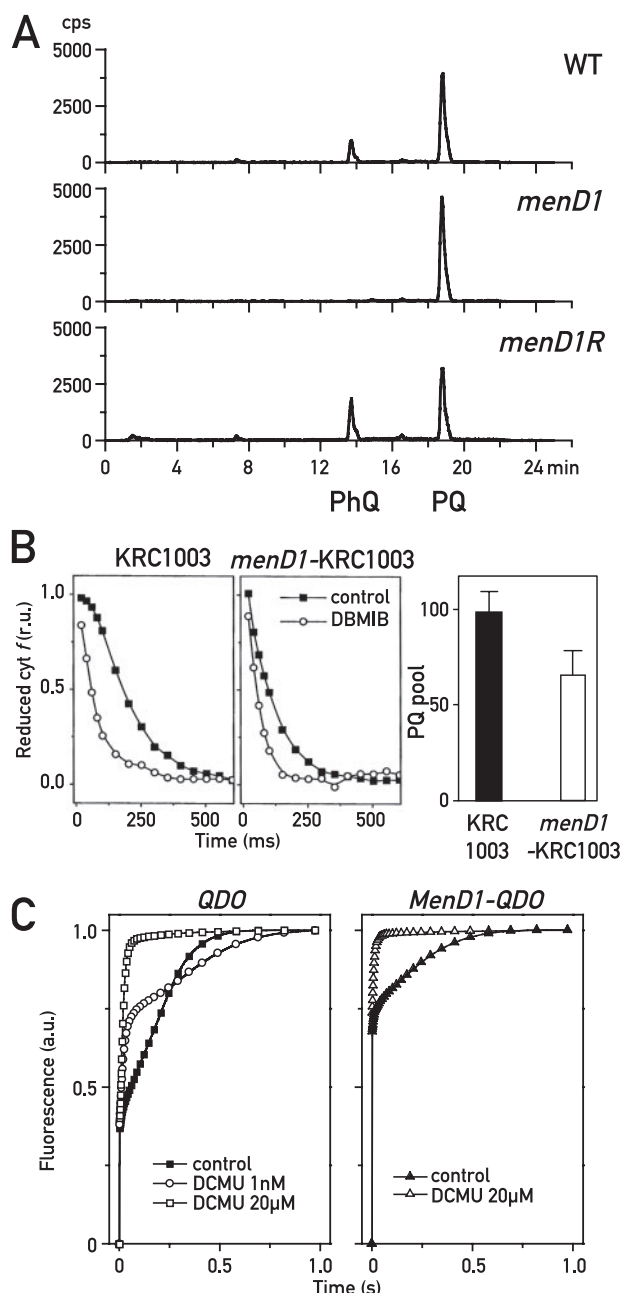 A
cps
5000
2500
0
WT
5000
2500
0
menD1
5000
2500
0
menD1R
0 4 8 12 16 20 24 min
PhQ PQ
B
KRC1003 menD1-KRC1003
Reduced cyt f (r.u.)
1.0
0.5
0.0
control
DBMIB
0 250 500 0 250 500
Time (ms)
PQ pool
100
50
0
KRC 1003
menD1 -KRC1003
C
QDO MenD1-QDO
Fluorescence (a.u.)
1.0
0.5
0
control
DCMU 1nM
DCMU 20µM
control
DCMU 20µM
0 0.5 1.0 0 0.5 1.0
Time (s)